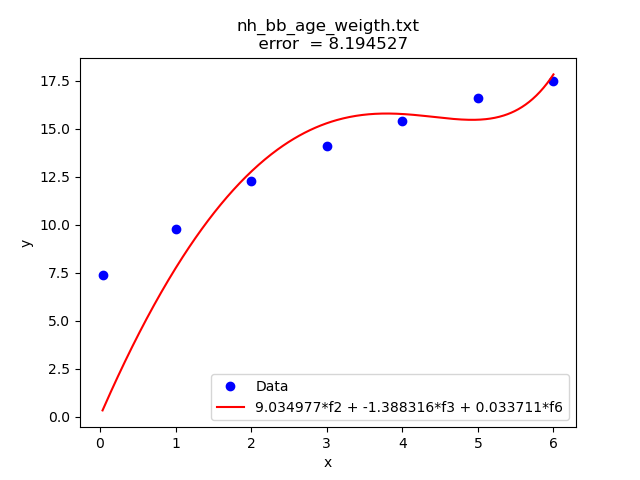 nh_bb_age_weigth.txt
error  = 8.194527
17.5
15.0
12.5
10.0
7.5
5.0
2.5
0.0
y
Data
9.034977*f2 + -1.388316*f3 + 0.033711*f6
0 1 2 3 4 5 6
x